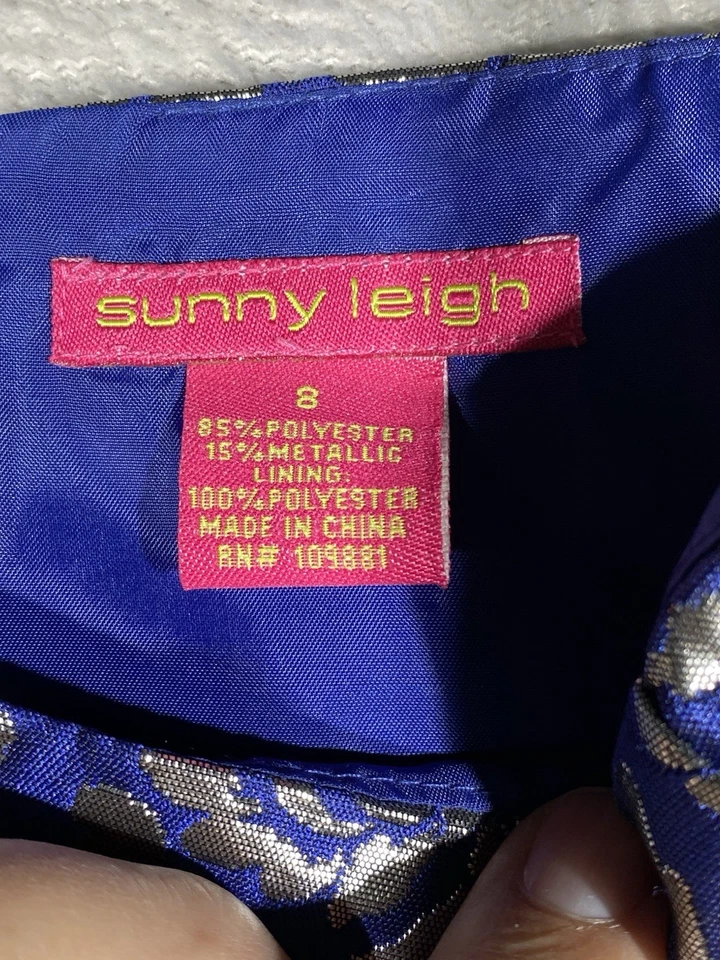 sunny leigh
8
85%POLYESTER
15%METALLIC
LINING:
100%POLYESTER
MADE IN CHINA
RN# 109881